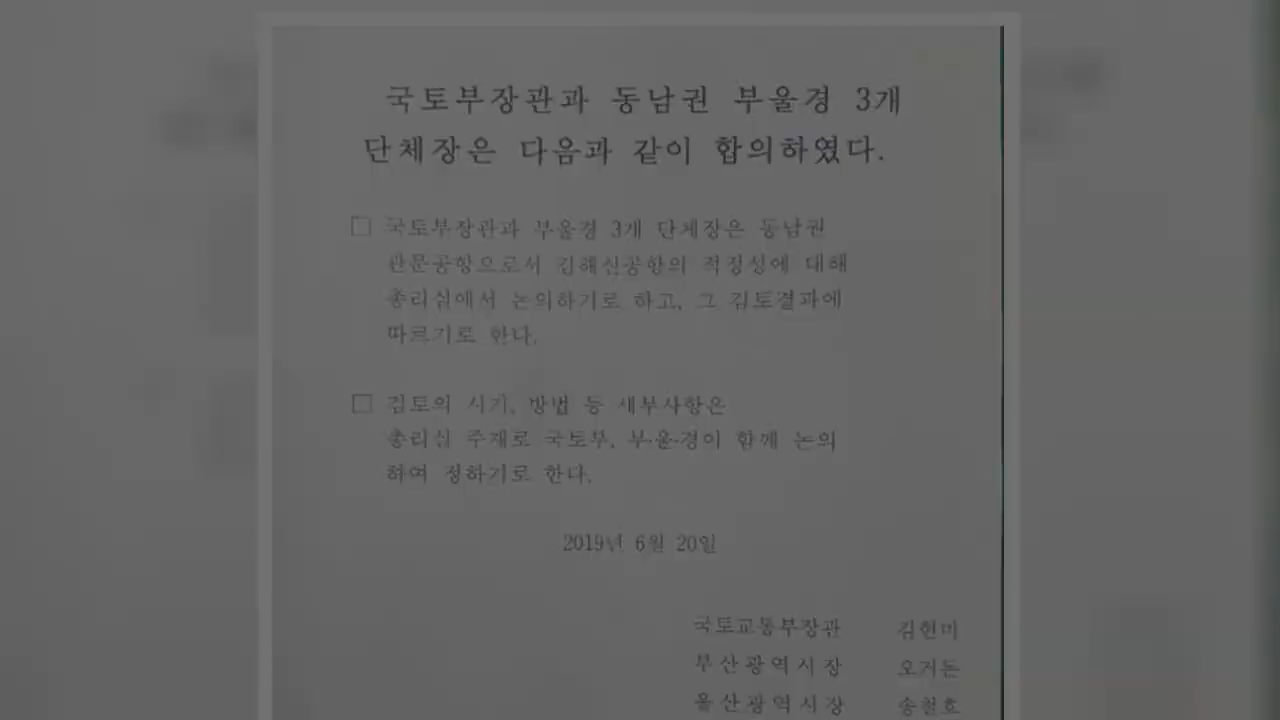 국토부장관과 동남권 부울경 3개
단체장은 다음과 같이 합의하였다.
□ 국토부장관과 부울경 3개 단체장은 동남권
관문공항으로서 김해신공항의 적정성에 대해
총리실에서 논의하기로 하고, 그 검토결과에
따르기로 한다.
□ 검토의 시기, 방법 등 세부사항은
총리실 주재로 국토부, 부·울·경이 함께 논의
하여 정하기로 한다.
2019년 6월 20일
국토교통부장관 김현미
부산광역시장 오거돈
울산광역시장 송철호